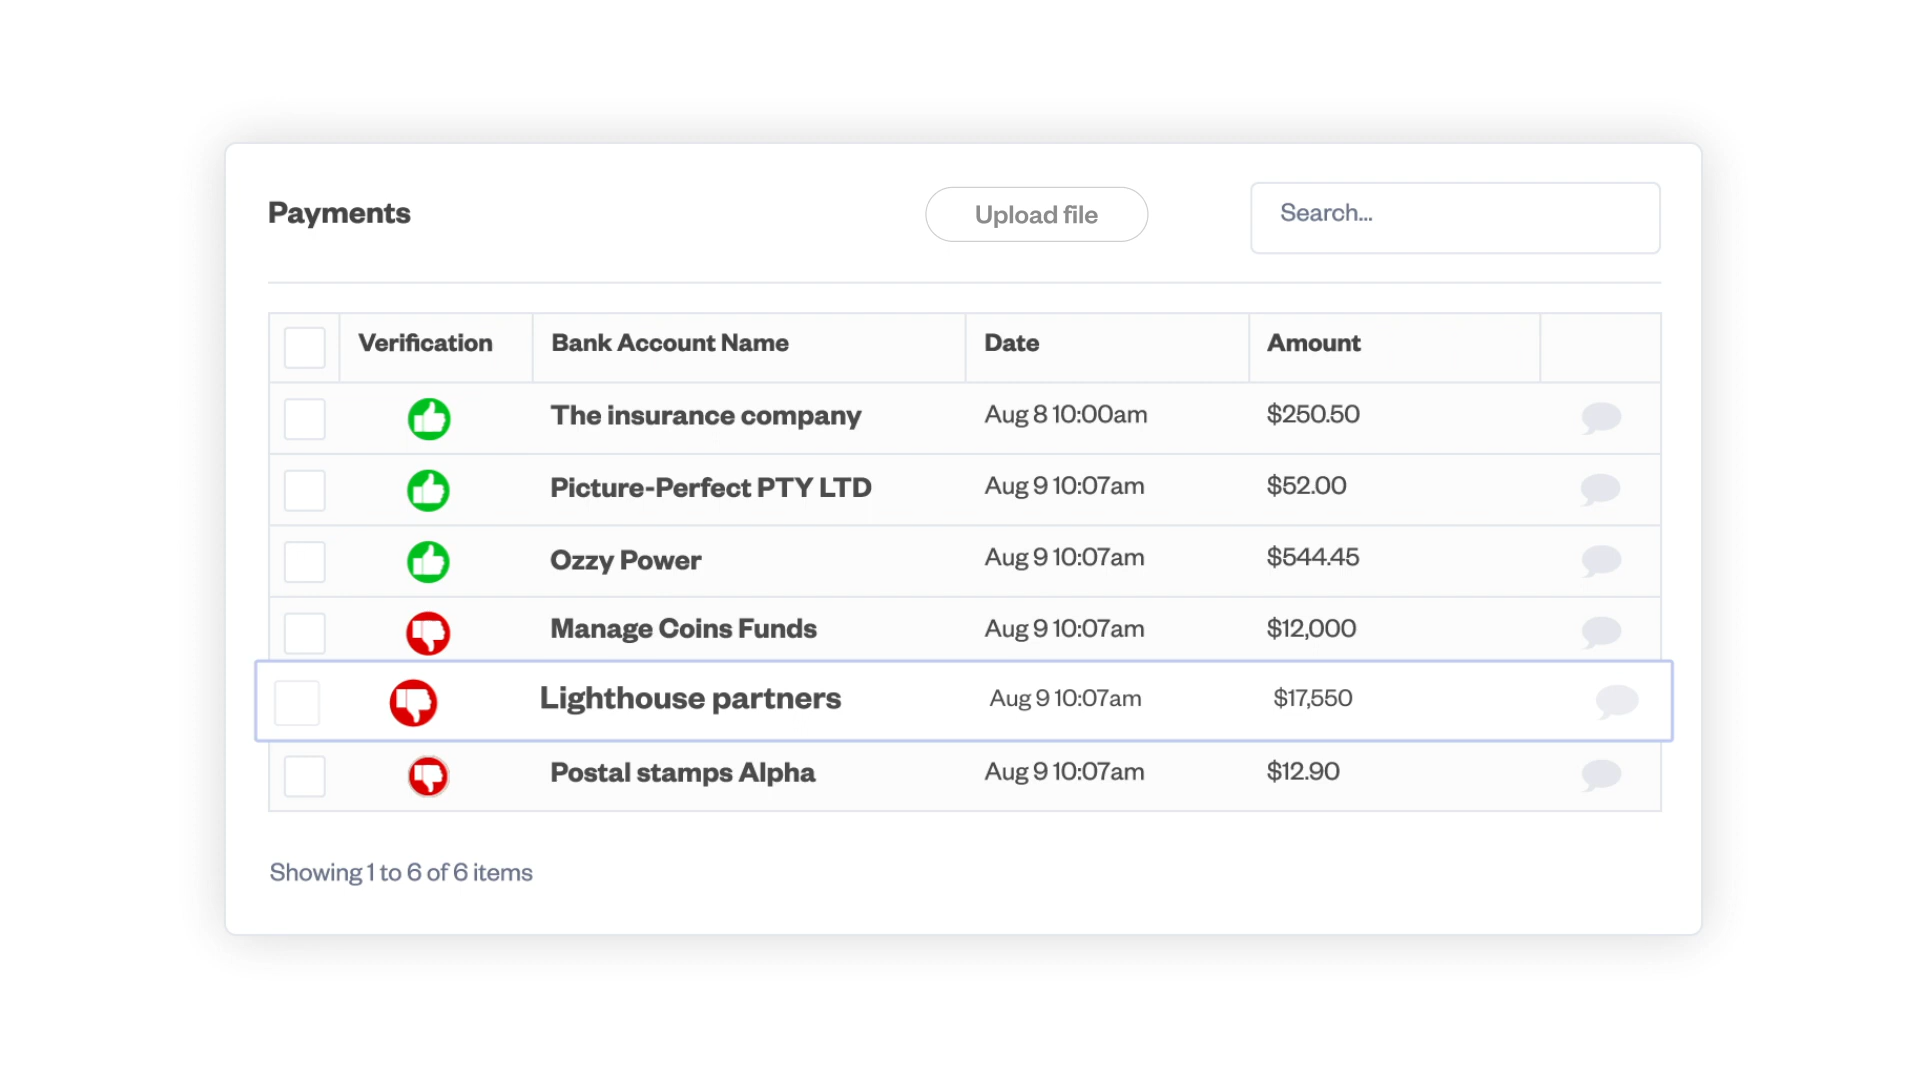 Payments Upload file Search...
Verification Bank Account Name Date Amount
The insurance company Aug 8 10:00am $250.50
Picture-Perfect PTY LTD Aug 9 10:07am $52.00
Ozzy Power Aug 9 10:07am $544.45
Manage Coins Funds Aug 9 10:07am $12,000
Lighthouse partners Aug 9 10:07am $17,550
Postal stamps Alpha Aug 9 10:07am $12.90
Showing 1 to 6 of 6 items